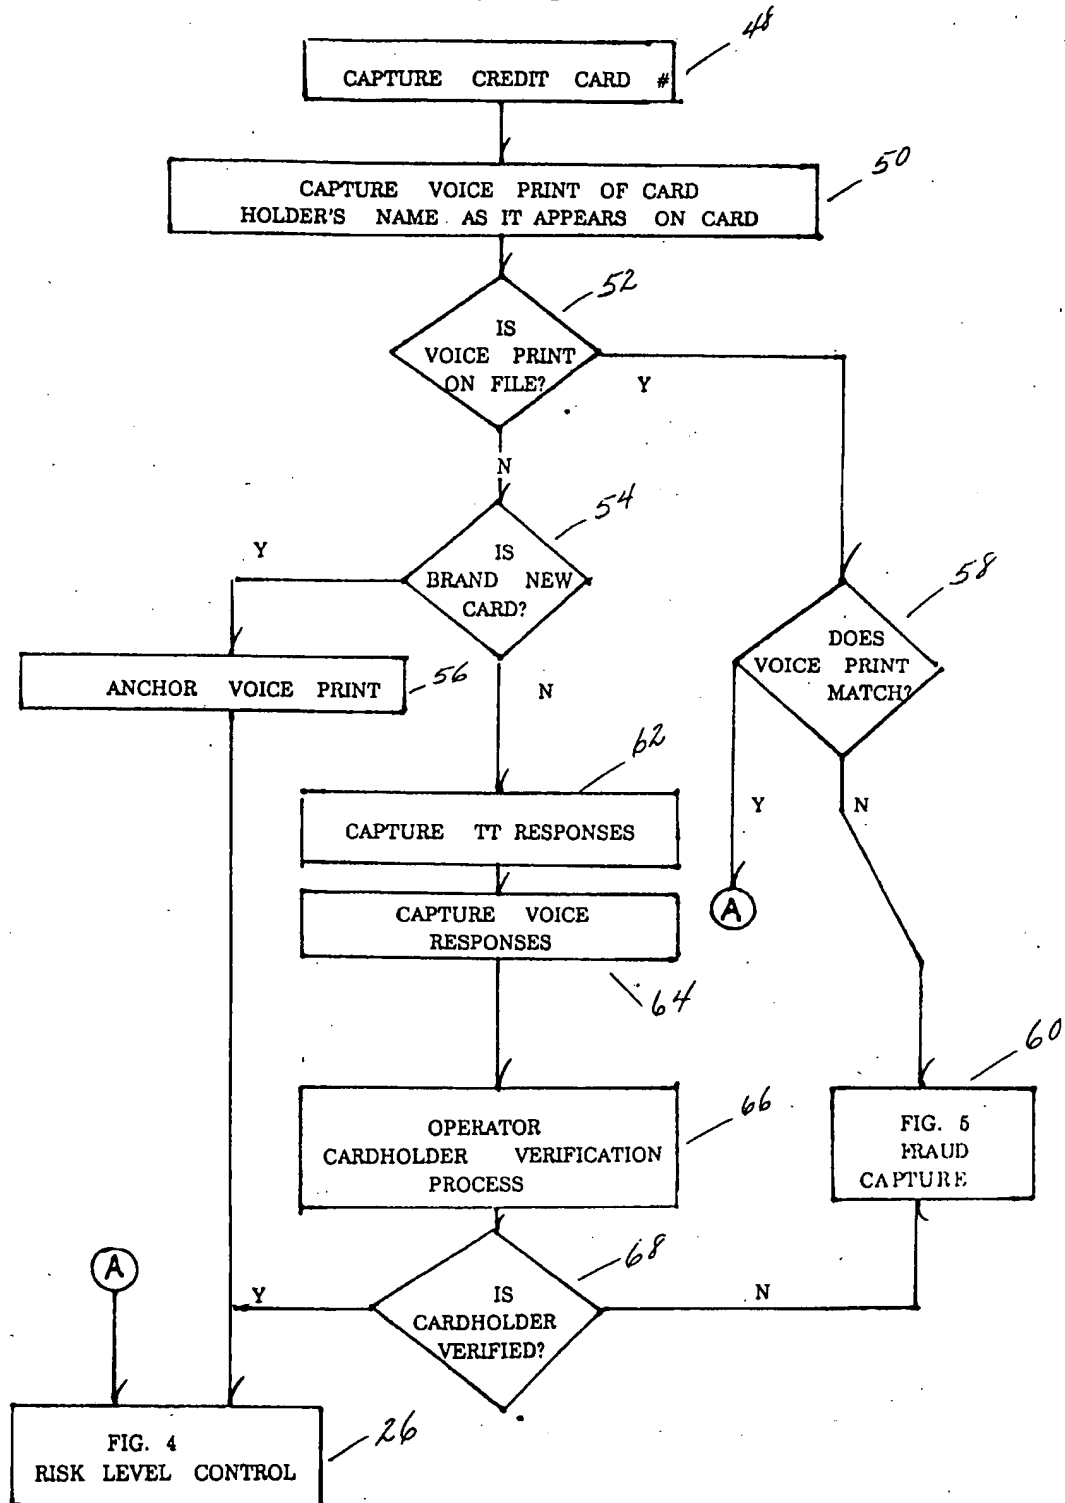 48
CAPTURE CREDIT CARD #
50
CAPTURE VOICE PRINT OF CARD
HOLDER'S NAME AS IT APPEARS ON CARD
52
IS
VOICE PRINT
ON FILE?
Y
N
54
IS
BRAND NEW
CARD?
Y
58
DOES
VOICE PRINT
MATCH?
ANCHOR VOICE PRINT
56
N
62
CAPTURE TT RESPONSES
Y
N
A
CAPTURE VOICE
RESPONSES
64
60
OPERATOR
CARDHOLDER VERIFICATION
PROCESS
66
FIG. 5
FRAUD
CAPTURE
68
A
IS
CARDHOLDER
VERIFIED?
Y
N
FIG. 4
RISK LEVEL CONTROL
26